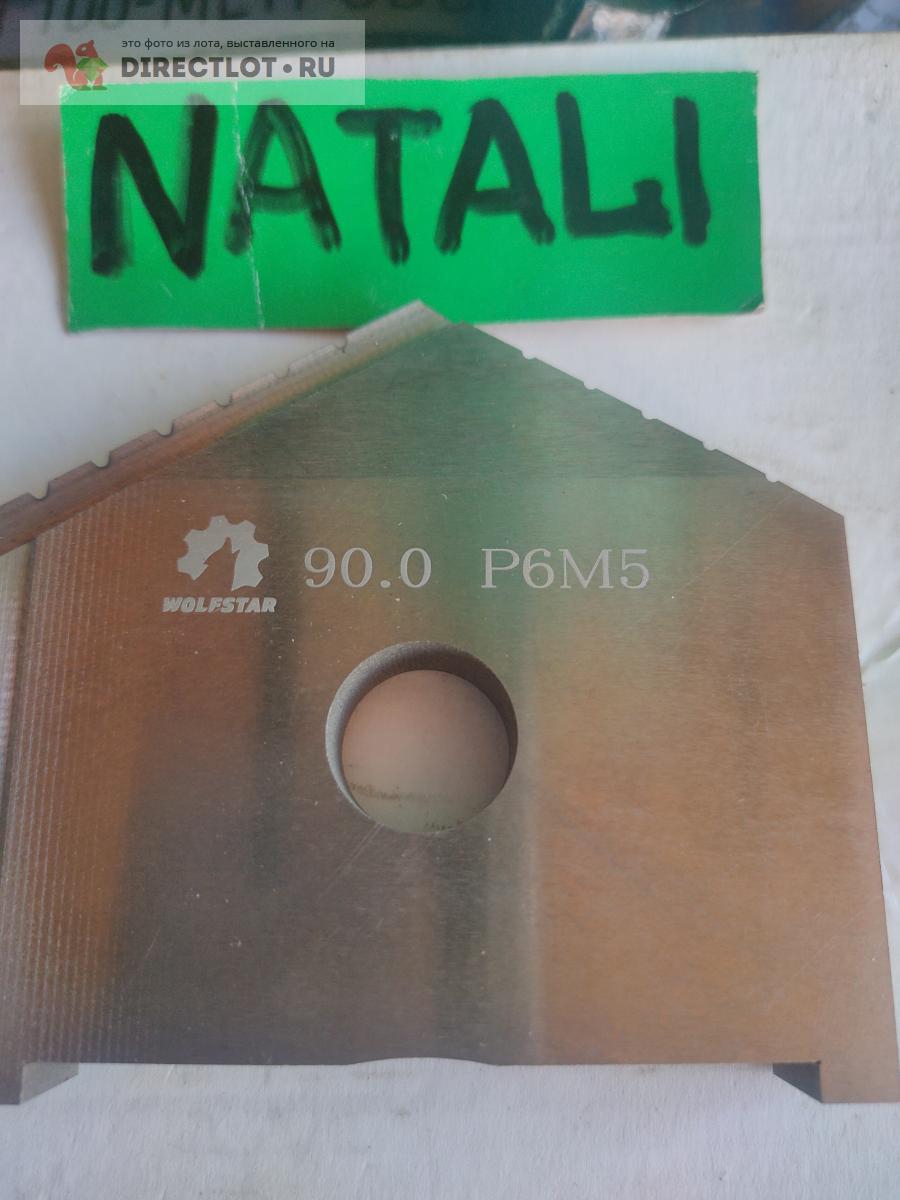 это фото из лота, выставленного на
DIRECTLOT•RU
NATALI
90.0 P6M5
WOLFSTAR